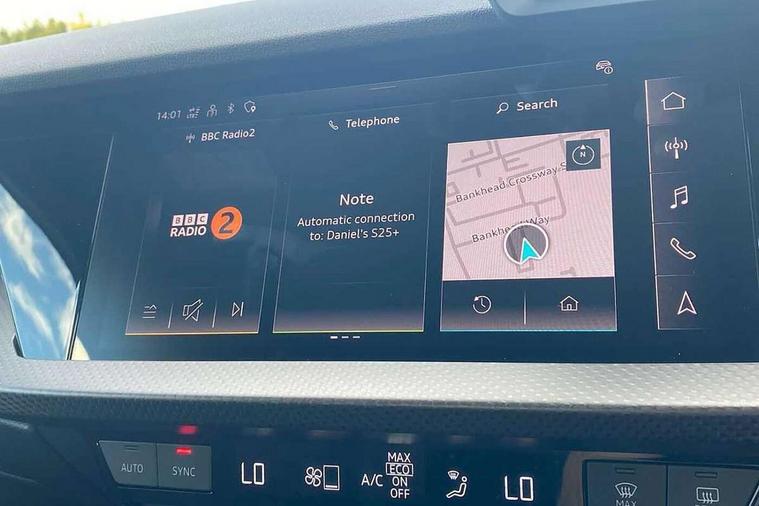 14:01 LTE
BBC Radio2
Telephone
Search
BBC
RADIO 2
Note
Automatic connection
to: Daniel's S25+
N
Bankhead Crossway S
Bankhead Way
AUTO
SYNC
LO
A/C
MAX
ECO
ON
OFF
LO
MAX